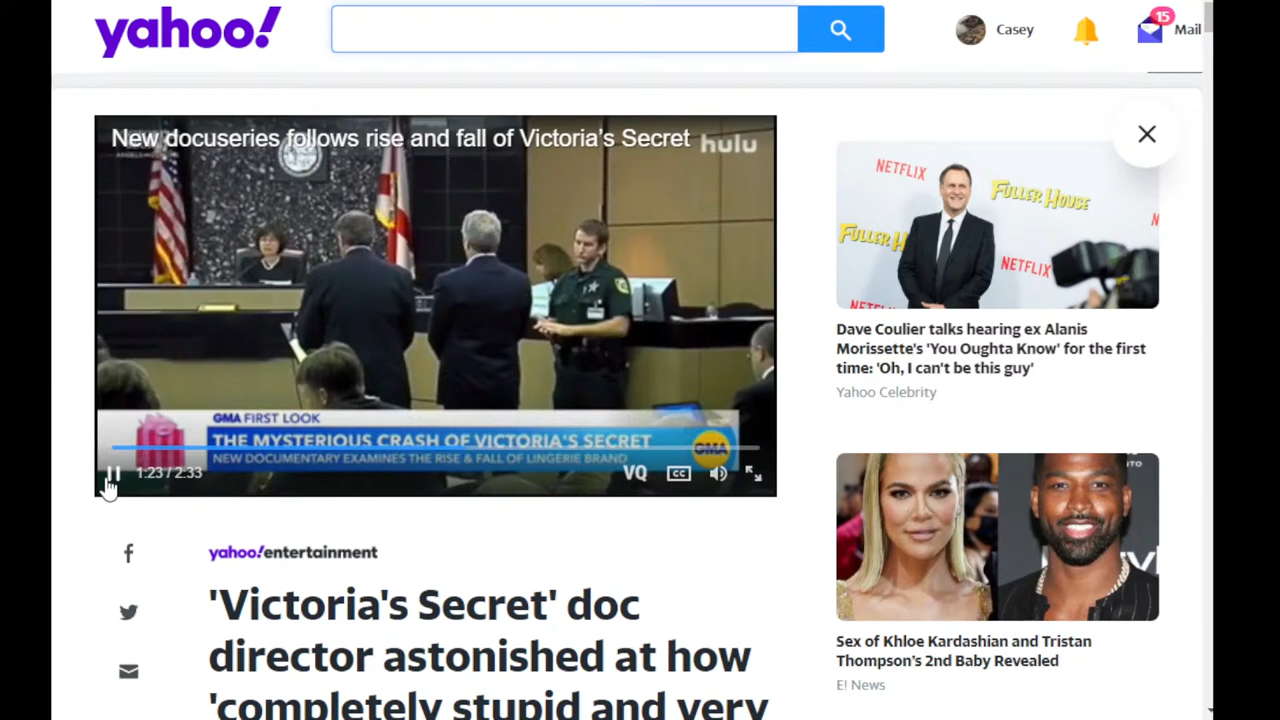 yahoo!
Casey
15
Mail
New docuseries follows rise and fall of Victoria's Secret
hulu
GMA FIRST LOOK
THE MYSTERIOUS CRASH OF VICTORIA'S SECRET
NEW DOCUMENTARY EXAMINES THE RISE & FALL OF LINGERIE BRAND
GMA
1:23 / 2:33
VQ
CC
yahoo!entertainment
'Victoria's Secret' doc
director astonished at how
'completely stupid and very
NETFLIX
FULLER HOUSE
FULLER
NETFLIX
NETFLIX
Dave Coulier talks hearing ex Alanis
Morissette's 'You Oughta Know' for the first
time: 'Oh, I can't be this guy'
Yahoo Celebrity
Sex of Khloe Kardashian and Tristan
Thompson's 2nd Baby Revealed
E! News